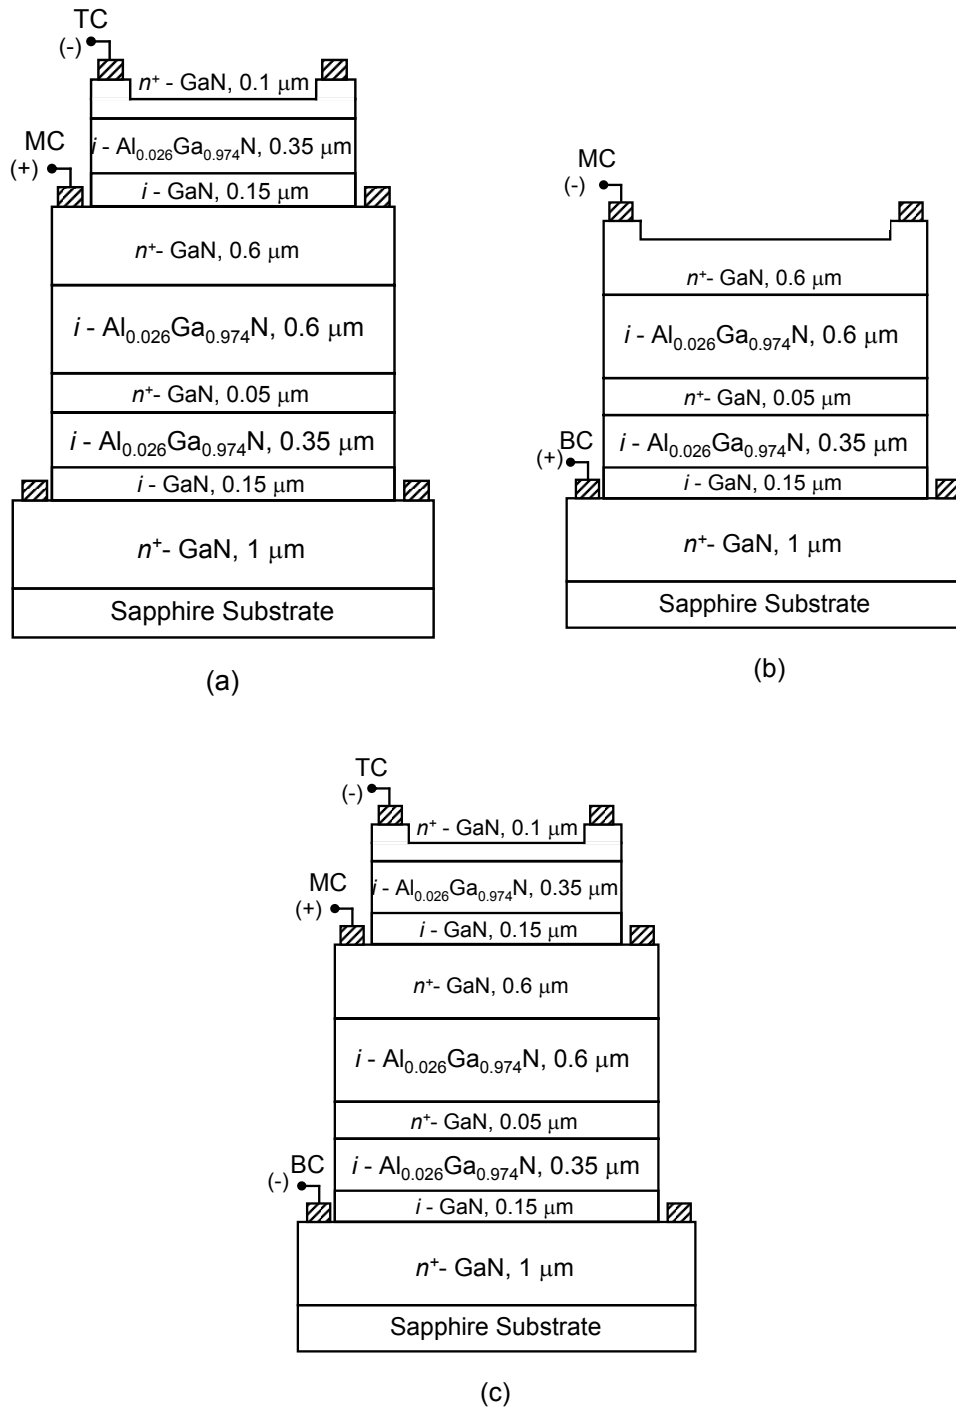 TC
(-)
n+ - GaN, 0.1 μm
MC
(+)
i - Al0.026Ga0.974N, 0.35 μm
i - GaN, 0.15 μm
n+- GaN, 0.6 μm
i - Al0.026Ga0.974N, 0.6 μm
n+- GaN, 0.05 μm
i - Al0.026Ga0.974N, 0.35 μm
i - GaN, 0.15 μm
n+- GaN, 1 μm
Sapphire Substrate
(a)
MC
(-)
n+- GaN, 0.6 μm
i - Al0.026Ga0.974N, 0.6 μm
n+- GaN, 0.05 μm
BC
(+)
i - Al0.026Ga0.974N, 0.35 μm
i - GaN, 0.15 μm
n+- GaN, 1 μm
Sapphire Substrate
(b)
TC
(-)
n+ - GaN, 0.1 μm
MC
(+)
i - Al0.026Ga0.974N, 0.35 μm
i - GaN, 0.15 μm
n+- GaN, 0.6 μm
i - Al0.026Ga0.974N, 0.6 μm
n+- GaN, 0.05 μm
BC
(-)
i - Al0.026Ga0.974N, 0.35 μm
i - GaN, 0.15 μm
n+- GaN, 1 μm
Sapphire Substrate
(c)